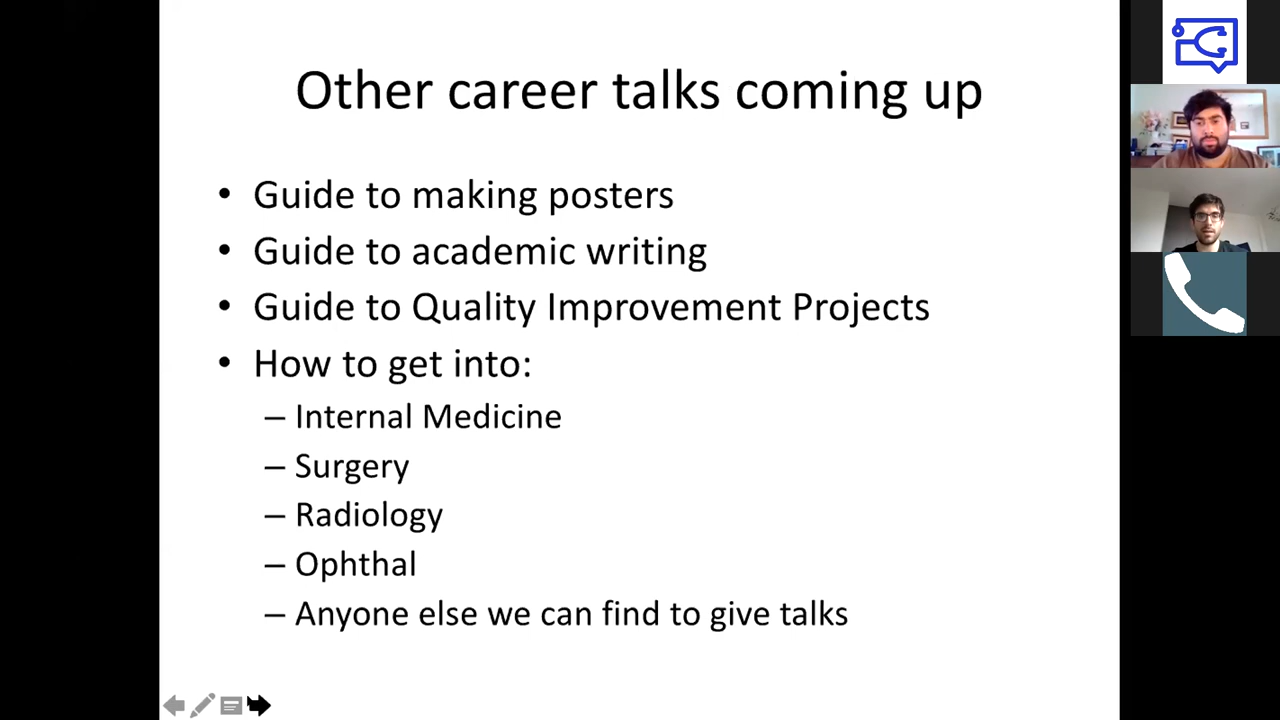 Other career talks coming up
• Guide to making posters
• Guide to academic writing
• Guide to Quality Improvement Projects
• How to get into:
– Internal Medicine
– Surgery
– Radiology
– Ophthal
– Anyone else we can find to give talks